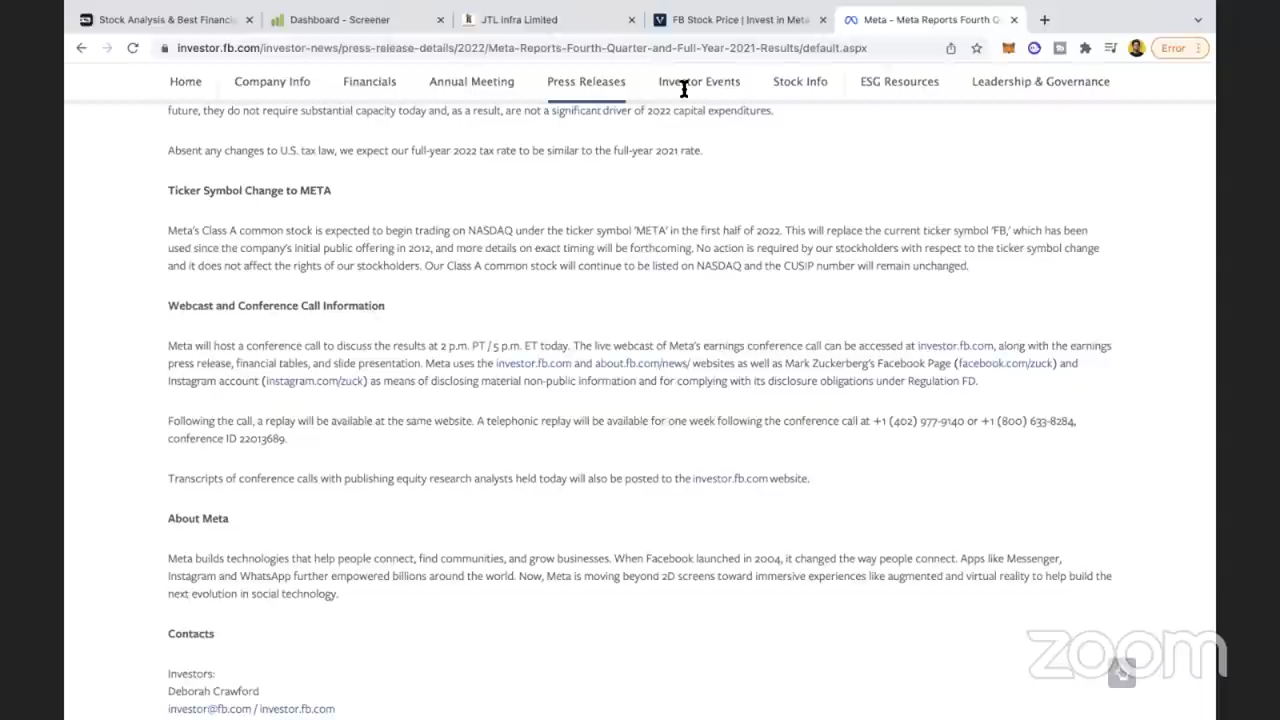 Stock Analysis & Best Financi
Dashboard - Screener
JTL Infra Limited
FB Stock Price | Invest in Meta
Meta - Meta Reports Fourth Q
investor.fb.com/investor-news/press-release-details/2022/Meta-Reports-Fourth-Quarter-and-Full-Year-2021-Results/default.aspx
Error
Home Company Info Financials Annual Meeting Press Releases Investor Events Stock Info ESG Resources Leadership & Governance
future, they do not require substantial capacity today and, as a result, are not a significant driver of 2022 capital expenditures.
Absent any changes to U.S. tax law, we expect our full-year 2022 tax rate to be similar to the full-year 2021 rate.
Ticker Symbol Change to META
Meta's Class A common stock is expected to begin trading on NASDAQ under the ticker symbol 'META' in the first half of 2022. This will replace the current ticker symbol 'FB,' which has been
used since the company's initial public offering in 2012, and more details on exact timing will be forthcoming. No action is required by our stockholders with respect to the ticker symbol change
and it does not affect the rights of our stockholders. Our Class A common stock will continue to be listed on NASDAQ and the CUSIP number will remain unchanged.
Webcast and Conference Call Information
Meta will host a conference call to discuss the results at 2 p.m. PT / 5 p.m. ET today. The live webcast of Meta's earnings conference call can be accessed at investor.fb.com, along with the earnings
press release, financial tables, and slide presentation. Meta uses the investor.fb.com and about.fb.com/news/ websites as well as Mark Zuckerberg's Facebook Page (facebook.com/zuck) and
Instagram account (instagram.com/zuck) as means of disclosing material non-public information and for complying with its disclosure obligations under Regulation FD.
Following the call, a replay will be available at the same website. A telephonic replay will be available for one week following the conference call at +1 (402) 977-9140 or +1 (800) 633-8284,
conference ID 22013689.
Transcripts of conference calls with publishing equity research analysts held today will also be posted to the investor.fb.com website.
About Meta
Meta builds technologies that help people connect, find communities, and grow businesses. When Facebook launched in 2004, it changed the way people connect. Apps like Messenger,
Instagram and WhatsApp further empowered billions around the world. Now, Meta is moving beyond 2D screens toward immersive experiences like augmented and virtual reality to help build the
next evolution in social technology.
Contacts
Investors:
Deborah Crawford
investor@fb.com / investor.fb.com
zoom